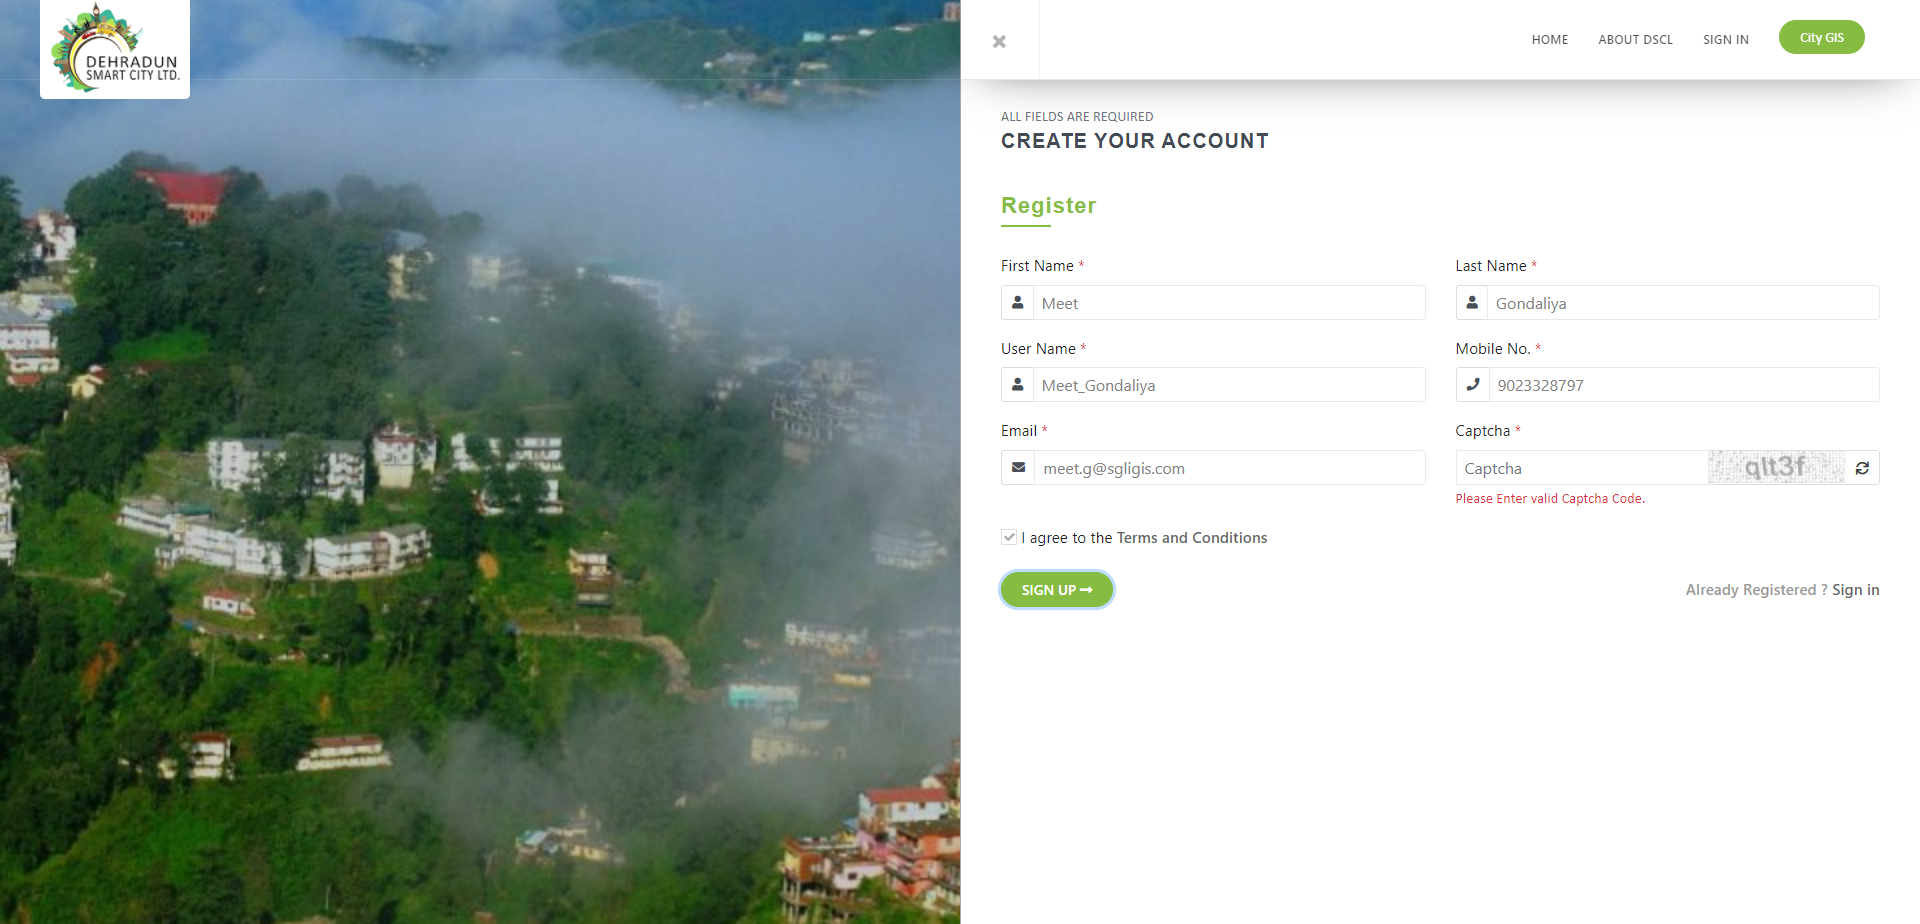 DEHRADUN
SMART CITY LTD.
HOME ABOUT DSCL SIGN IN City GIS
ALL FIELDS ARE REQUIRED
CREATE YOUR ACCOUNT
Register
First Name * Last Name *
Meet Gondaliya
User Name * Mobile No. *
Meet_Gondaliya 9023328797
Email * Captcha *
meet.g@sgligis.com Captcha qlt3f
Please Enter valid Captcha Code.
I agree to the Terms and Conditions
SIGN UP Already Registered ? Sign in